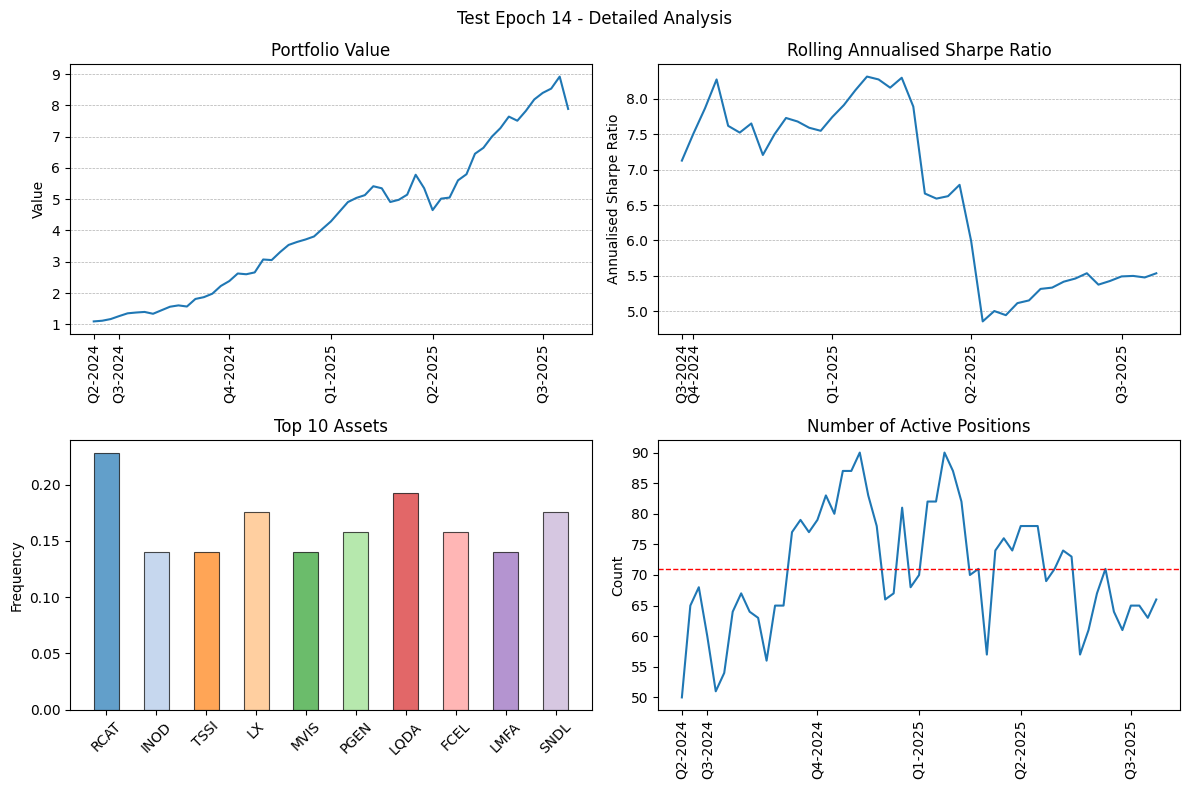 Test Epoch 14 - Detailed Analysis
Portfolio Value
Value
9
8
7
6
5
4
3
2
1
Q2-2024
Q3-2024
Q4-2024
Q1-2025
Q2-2025
Q3-2025
Rolling Annualised Sharpe Ratio
Annualised Sharpe Ratio
8.0
7.5
7.0
6.5
6.0
5.5
5.0
Q3-2024
Q4-2024
Q1-2025
Q2-2025
Q3-2025
Top 10 Assets
Frequency
0.20
0.15
0.10
0.05
0.00
RCAT
INOD
TSSI
LX
MVIS
PGEN
LQDA
FCEL
LMFA
SNDL
Number of Active Positions
Count
90
85
80
75
70
65
60
55
50
Q2-2024
Q3-2024
Q4-2024
Q1-2025
Q2-2025
Q3-2025